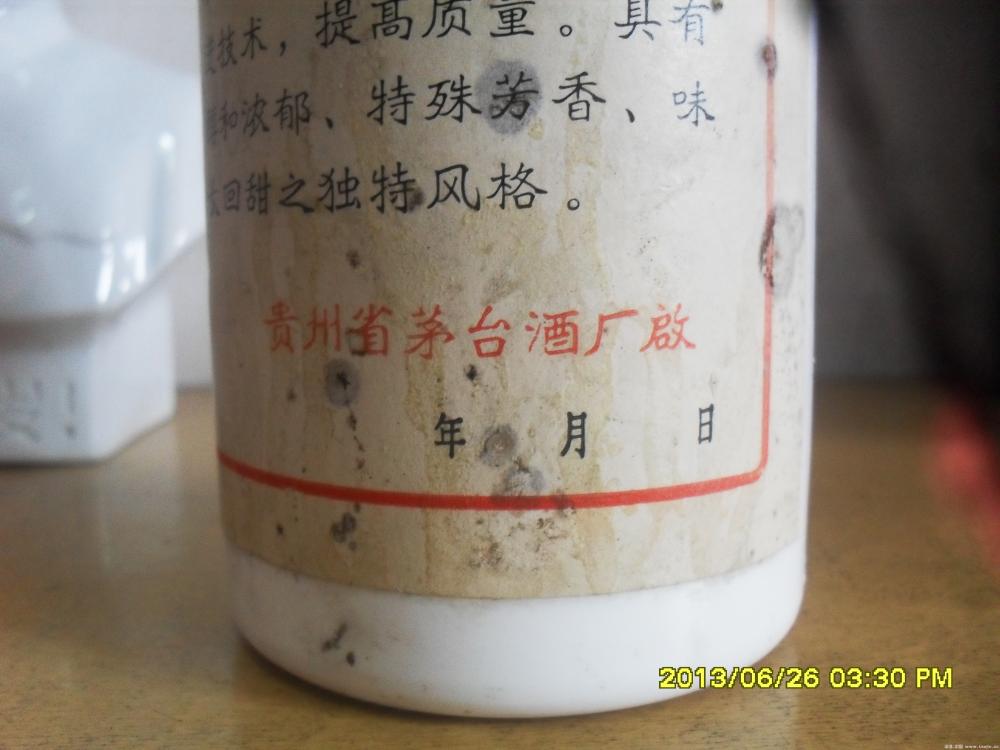 技术，提高质量。具有
和浓郁、特殊芳香、味
回甜之独特风格。
贵州省茅台酒厂啟
年 月 日
2013/06/26 03:30 PM